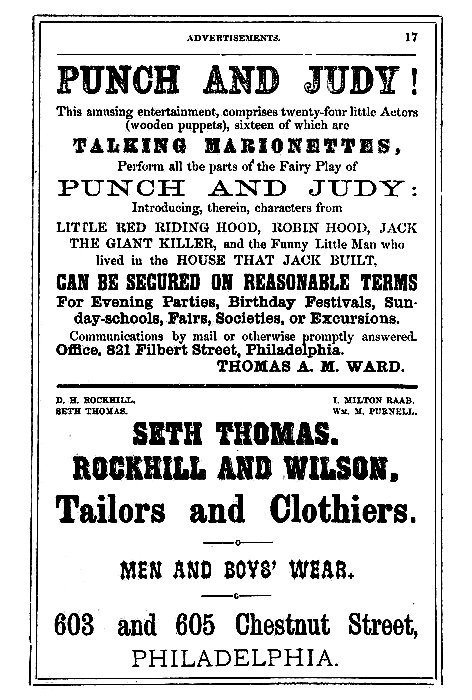 ADVERTISEMENTS. 17
PUNCH AND JUDY!
This amusing entertainment, comprises twenty-four little Actors
(wooden puppets), sixteen of which are
TALKING MARIONETTES,
Perform all the parts of the Fairy Play of
PUNCH AND JUDY:
Introducing, therein, characters from
LITTLE RED RIDING HOOD, ROBIN HOOD, JACK
THE GIANT KILLER, and the Funny Little Man who
lived in the HOUSE THAT JACK BUILT,
CAN BE SECURED ON REASONABLE TERMS
For Evening Parties, Birthday Festivals, Sun-
day-schools, Fairs, Societies, or Excursions.
Communications by mail or otherwise promptly answered.
Office, 821 Filbert Street, Philadelphia.
THOMAS A. M. WARD.
D. H. ROCKHILL, I. MILTON RAAB.
SETH THOMAS. WM. M. PURNELL.
SETH THOMAS.
ROCKHILL AND WILSON,
Tailors and Clothiers.
MEN AND BOYS' WEAR.
603 and 605 Chestnut Street,
PHILADELPHIA.